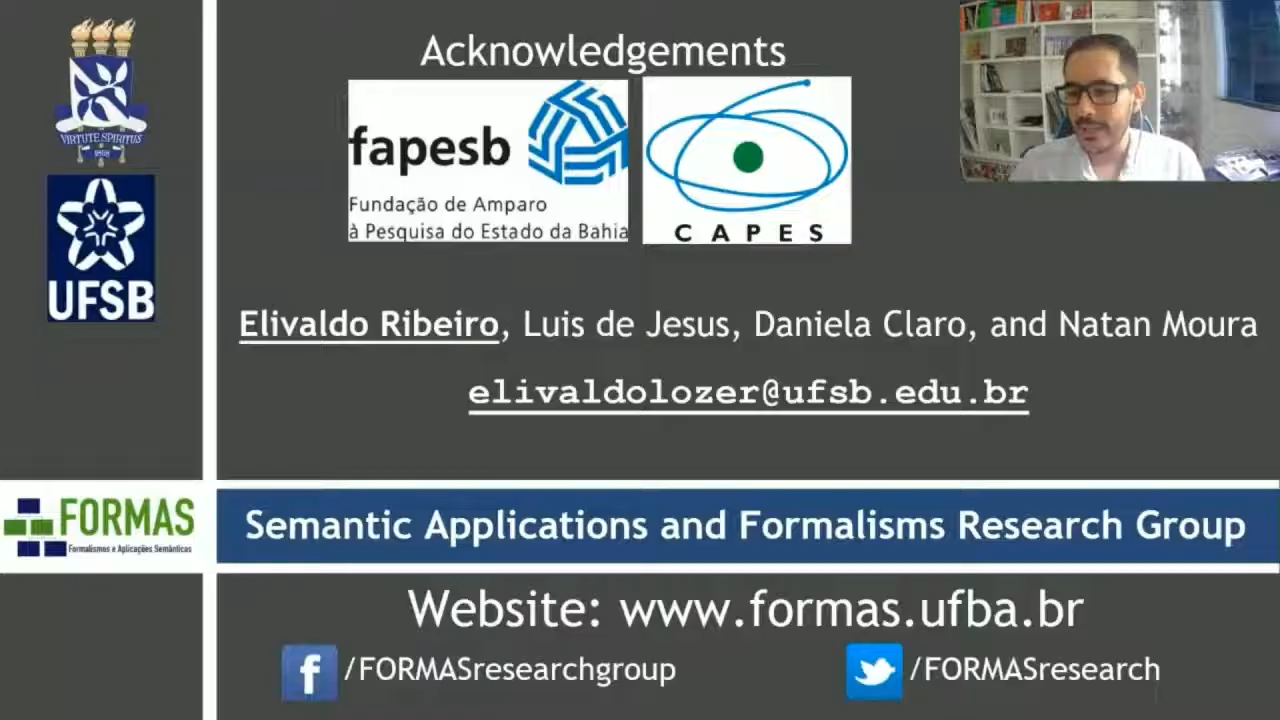 Acknowledgements
VIRTUTE SPIRITUS
UFSB
fapesb
Fundação de Amparo
à Pesquisa do Estado da Bahia
CAPES
Elivaldo Ribeiro, Luis de Jesus, Daniela Claro, and Natan Moura
elivaldolozer@ufsb.edu.br
FORMAS
Formalismos e Aplicações Semânticas
Semantic Applications and Formalisms Research Group
Website: www.formas.ufba.br
f /FORMASresearchgroup
/FORMASresearch